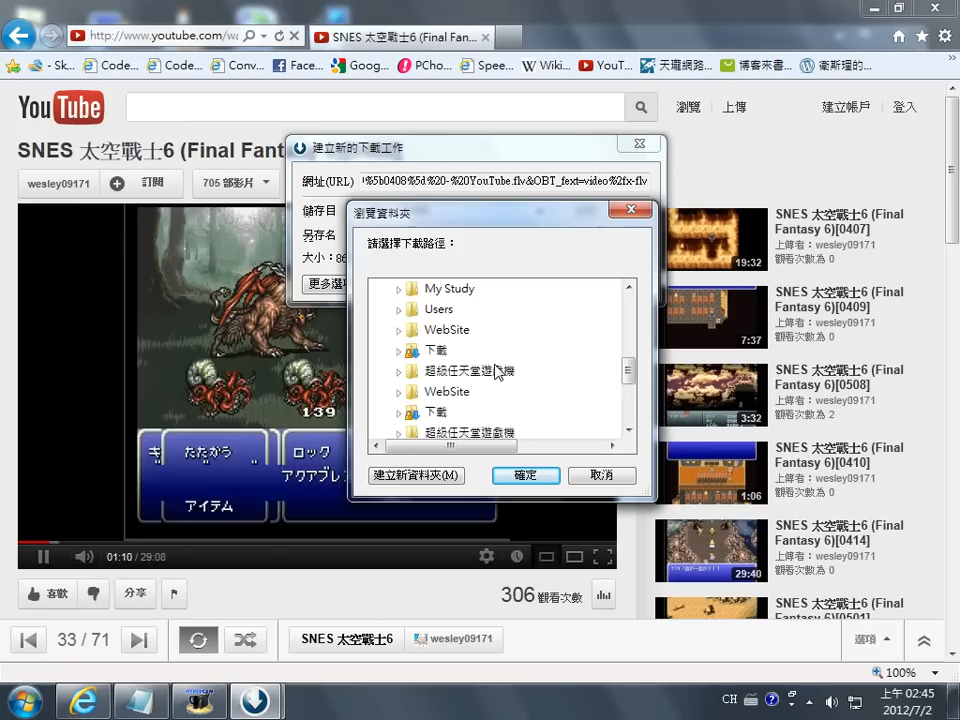 http://www.youtube.com/wa
SNES 太空戰士6 (Final Fan...
- Sk...
Code...
Code...
Conv...
Face...
Goog...
PCho...
Spee...
Wiki...
YouT...
天瓏網路...
博客來書...
衛斯理的...
YouTube
瀏覽
上傳
建立帳戶
登入
SNES 太空戰士6 (Final Fant
wesley09171
訂閱
705 部影片
建立新的下載工作
網址(URL)
!%5b0408%5d%20-%20YouTube.flv&OBT_fext=video%2fx-flv
儲存目
另存名
大小：86
更多選項
瀏覽資料夾
請選擇下載路徑：
My Study
Users
WebSite
下載
超級任天堂遊戲機
WebSite
下載
超級任天堂遊戲機
建立新資料夾(M)
確定
取消
139
たたかう
ロック
アクアブレ
アイテム
01:10 / 29:08
喜歡
分享
306 觀看次數
33 / 71
SNES 太空戰士6
wesley09171
選項
SNES 太空戰士6 (Final Fantasy 6)[0407]
上傳者：wesley09171
觀看次數為 0
19:32
SNES 太空戰士6 (Final Fantasy 6)[0409]
上傳者：wesley09171
觀看次數為 0
7:37
SNES 太空戰士6 (Final Fantasy 6)[0508]
上傳者：wesley09171
觀看次數為 2
3:32
SNES 太空戰士6 (Final Fantasy 6)[0410]
上傳者：wesley09171
觀看次數為 0
1:06
SNES 太空戰士6 (Final Fantasy 6)[0414]
上傳者：wesley09171
觀看次數為 0
29:40
SNES 太空戰士6 (Final Fantasy 6)[0501]
100%
HYPERCAM
CH
上午 02:45
2012/7/2